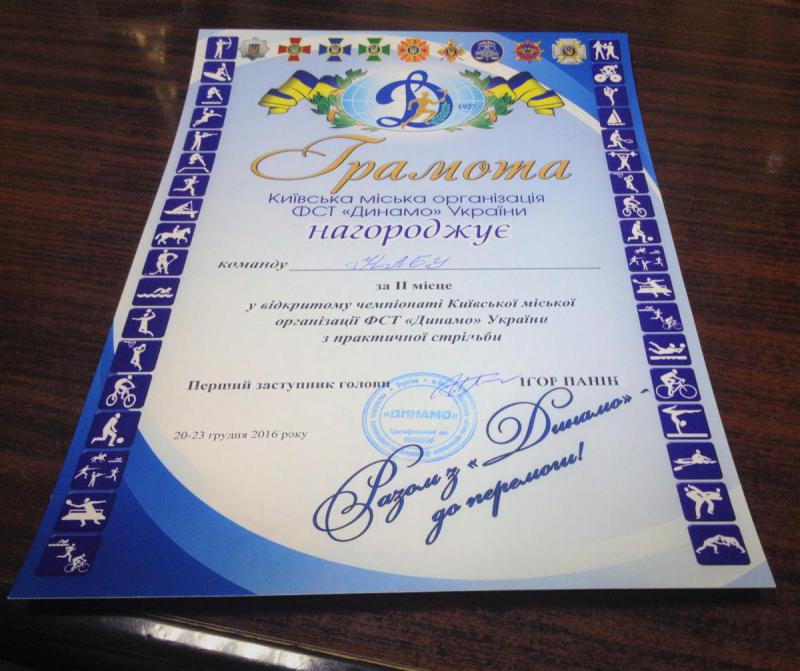 1927
Грамота
Київська міська організація
ФСТ «Динамо» України
нагороджує
команду НАБУ
за II місце
у відкритому чемпіонаті Київської міської
організації ФСТ «Динамо» України
з практичної стрільби
Перший заступник голови ІГОР ПАНІК
«ДИНАМО»
20-23 грудня 2016 року
Разом з «Динамо» -
до перемоги!